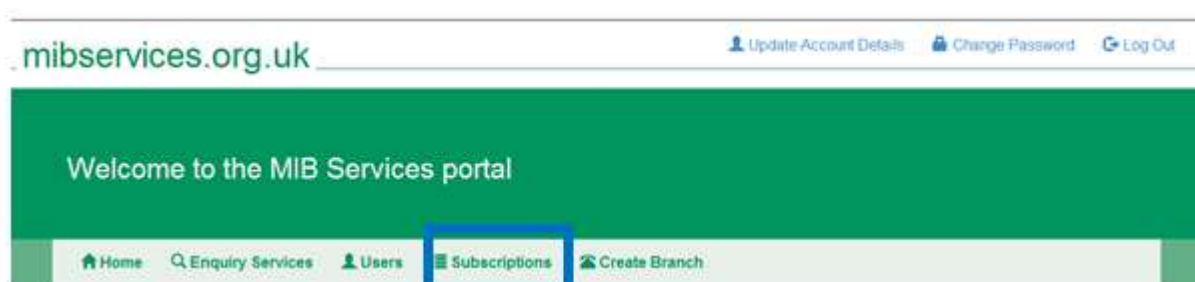 mibservices.org.uk Update Account Details Change Password Log Out
Welcome to the MIB Services portal
Home Enquiry Services Users Subscriptions Create Branch